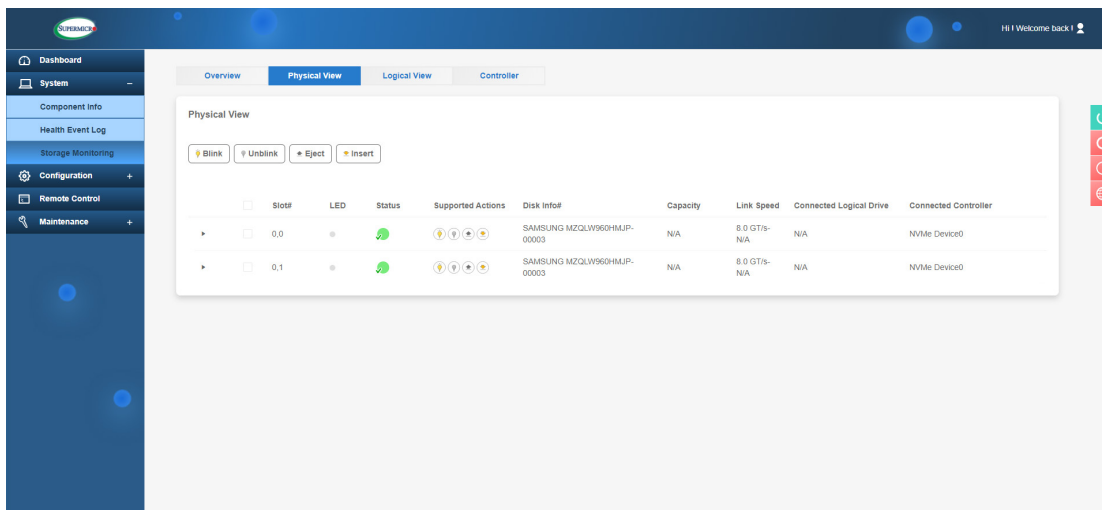 SUPERMICRO
Hi ! Welcome back !
Dashboard
System –
Component Info
Health Event Log
Storage Monitoring
Configuration +
Remote Control
Maintenance +
Overview Physical View Logical View Controller
Physical View
Blink Unblink Eject Insert
Slot# LED Status Supported Actions Disk Info# Capacity Link Speed Connected Logical Drive Connected Controller
0,0 SAMSUNG MZQLW960HMJP-00003 N/A 8.0 GT/s-N/A N/A NVMe Device0
0,1 SAMSUNG MZQLW960HMJP-00003 N/A 8.0 GT/s-N/A N/A NVMe Device0